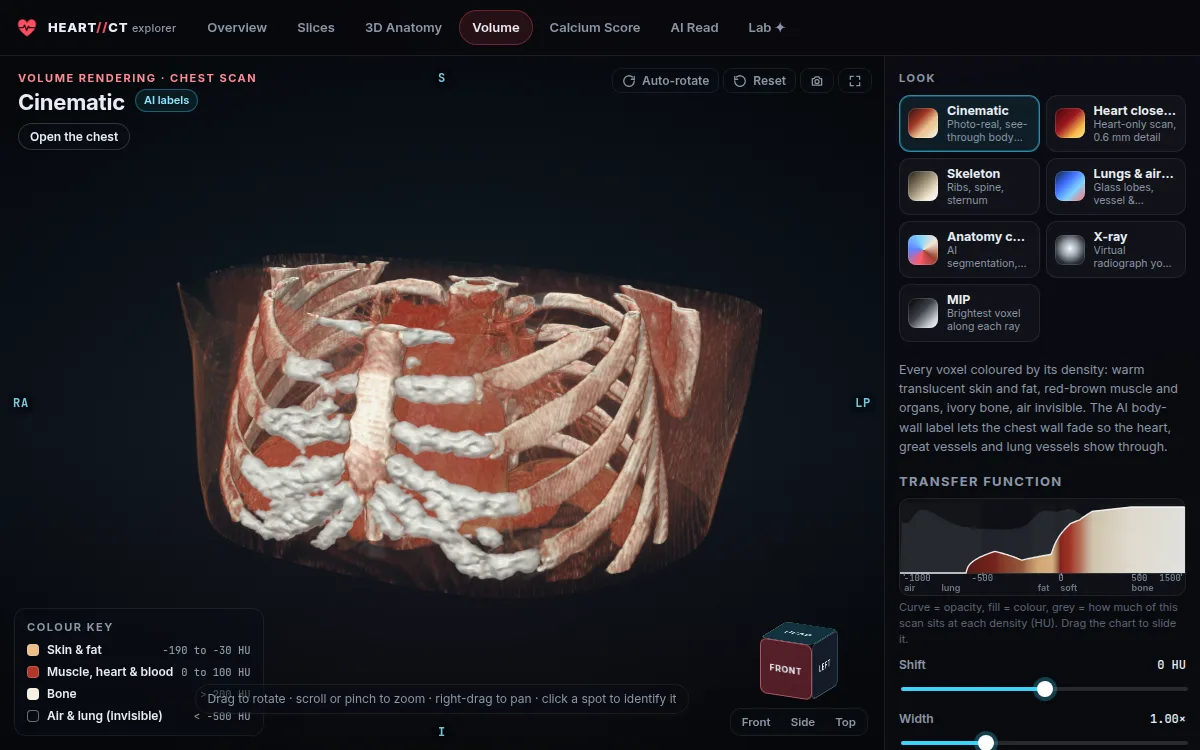 HEART//CT explorer
Overview
Slices
3D Anatomy
Volume
Calcium Score
AI Read
Lab ✦
VOLUME RENDERING · CHEST SCAN
Cinematic
AI labels
Open the chest
S
Auto-rotate
Reset
RA
LP
I
COLOUR KEY
Skin & fat -190 to -30 HU
Muscle, heart & blood 0 to 100 HU
Bone > 200 HU
Air & lung (invisible) < -500 HU
Drag to rotate · scroll or pinch to zoom · right-drag to pan · click a spot to identify it
HEAD
FRONT
LEFT
Front
Side
Top
LOOK
Cinematic
Photo-real, see-
through body…
Heart close…
Heart-only scan,
0.6 mm detail
Skeleton
Ribs, spine,
sternum
Lungs & air…
Glass lobes,
vessel &…
Anatomy c…
AI
segmentation,…
X-ray
Virtual
radiograph yo…
MIP
Brightest voxel
along each ray
Every voxel coloured by its density: warm
translucent skin and fat, red-brown muscle and
organs, ivory bone, air invisible. The AI body-
wall label lets the chest wall fade so the heart,
great vessels and lung vessels show through.
TRANSFER FUNCTION
-1000 -500 0 500 1500
air lung fat soft bone
Curve = opacity, fill = colour, grey = how much of this
scan sits at each density (HU). Drag the chart to slide
it.
Shift 0 HU
Width 1.00×